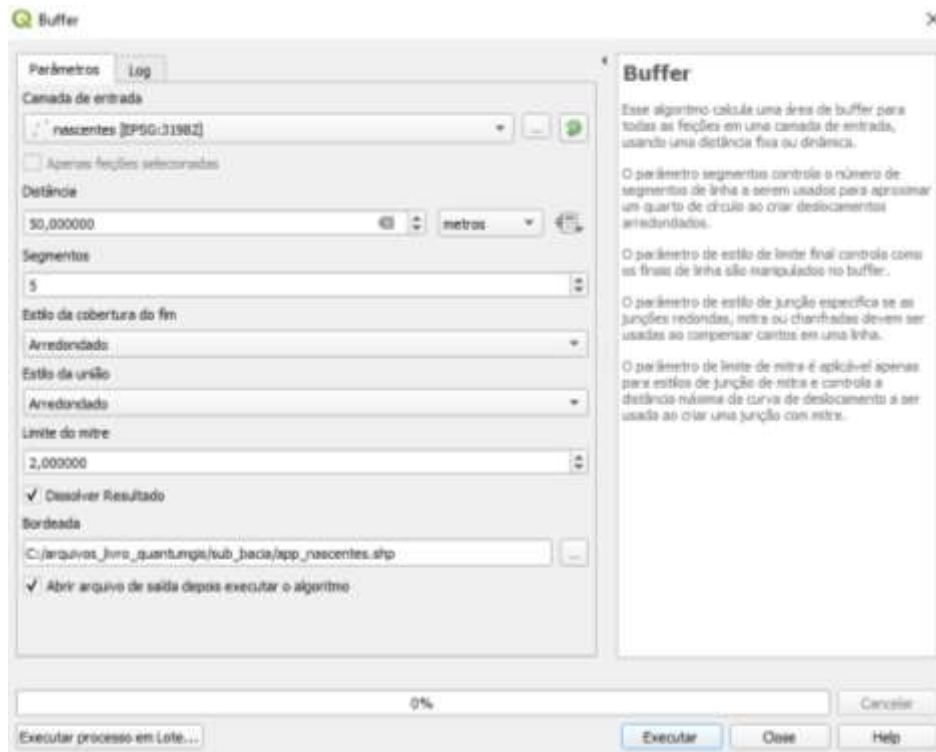 Buffer
Parâmetros Log
Camada de entrada
nascentes [EPSG:31982]
Apenas feições selecionadas
Distância
50,000000 metros
Segmentos
5
Estilo da cobertura do fim
Arredondado
Estilo da união
Arredondado
Limite do mitre
2,000000
Dissolver Resultado
Bordeada
C:/arquivos_livro_quantumgis/sub_bacia/app_nascentes.shp
...
Abrir arquivo de saída depois executar o algoritmo
Buffer
Esse algoritmo calcula uma área de buffer para
todas as feições em uma camada de entrada,
usando uma distância fixa ou dinâmica.
O parâmetro segmentos controla o número de
segmentos de linha a serem usados para aproximar
um quarto de círculo ao criar deslocamentos
arredondados.
O parâmetro de estilo de limite final controla como
os finais de linha são manipulados no buffer.
O parâmetro de estilo de junção especifica se as
junções redondas, mitra ou chanfradas devem ser
usadas ao compensar cantos em uma linha.
O parâmetro de limite de mitra é aplicável apenas
para estilos de junção de mitra e controla a
distância máxima da curva de deslocamento a ser
usada ao criar uma junção com mitre.
0%
Cancelar
Executar processo em Lote...
Executar Close Help